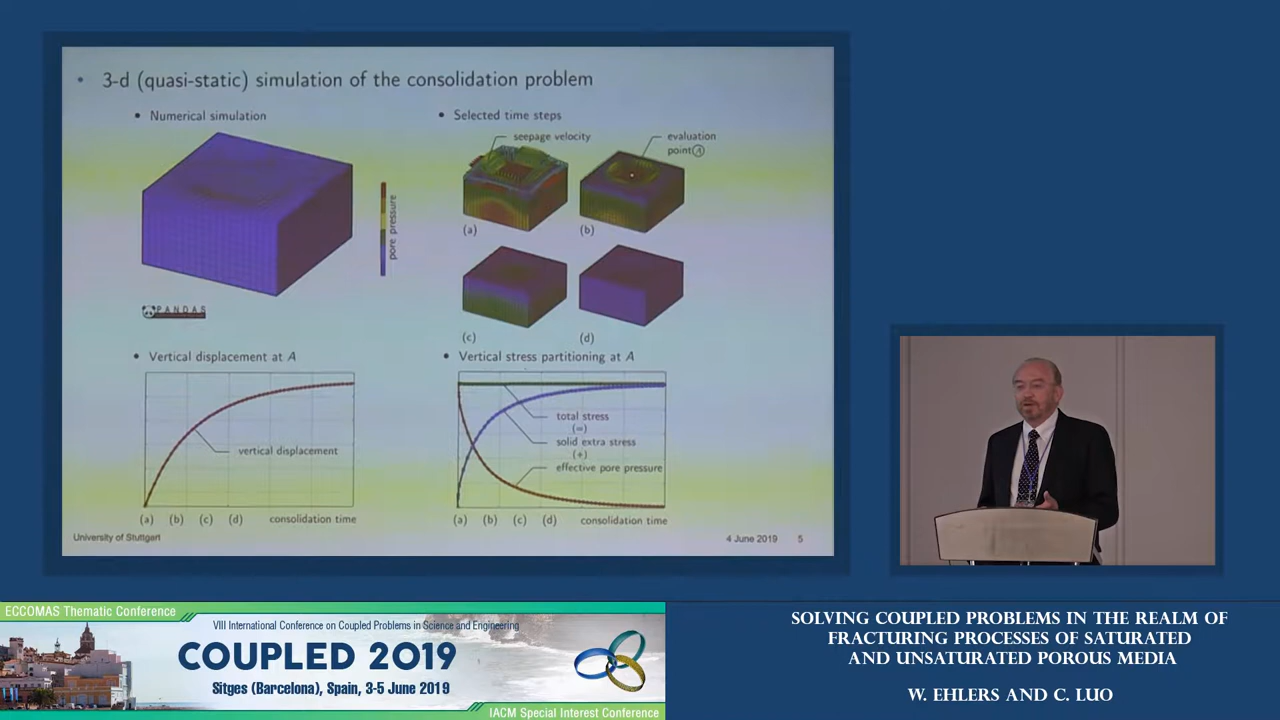 • 3-d (quasi-static) simulation of the consolidation problem
• Numerical simulation
pore pressure
PANDAS
• Selected time steps
seepage velocity
evaluation
point Ⓐ
(a)
(b)
(c)
(d)
• Vertical displacement at A
vertical displacement
(a) (b) (c) (d) consolidation time
• Vertical stress partitioning at A
total stress
(=)
solid extra stress
(+)
effective pore pressure
(a) (b) (c) (d) consolidation time
University of Stuttgart
4 June 2019 5
ECCOMAS Thematic Conference
VIII International Conference on Coupled Problems in Science and Engineering
COUPLED 2019
Sitges (Barcelona), Spain, 3-5 June 2019
IACM Special Interest Conference
SOLVING COUPLED PROBLEMS IN THE REALM OF
FRACTURING PROCESSES OF SATURATED
AND UNSATURATED POROUS MEDIA
W. EHLERS AND C. LUO